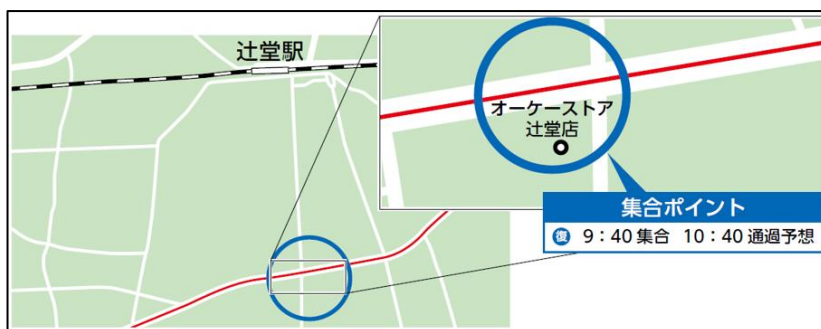 辻堂駅
オーケーストア
辻堂店
集合ポイント
復 9：40 集合 10：40 通過予想